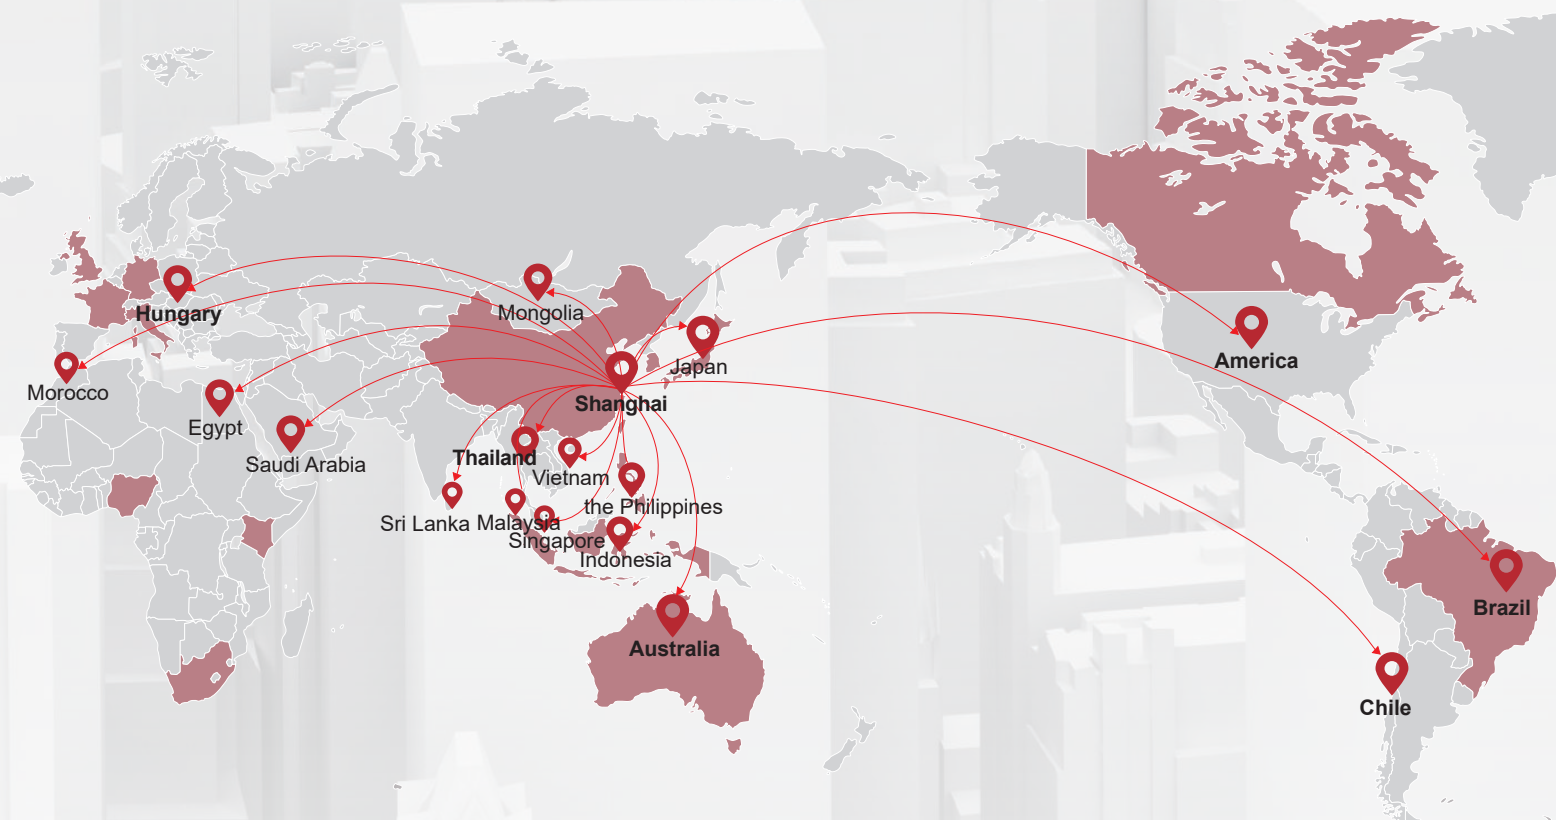 Hungary
Mongolia
Japan
America
Morocco
Shanghai
Egypt
Saudi Arabia
Thailand
Vietnam
the Philippines
Sri Lanka
Malaysia
Singapore
Indonesia
Brazil
Australia
Chile